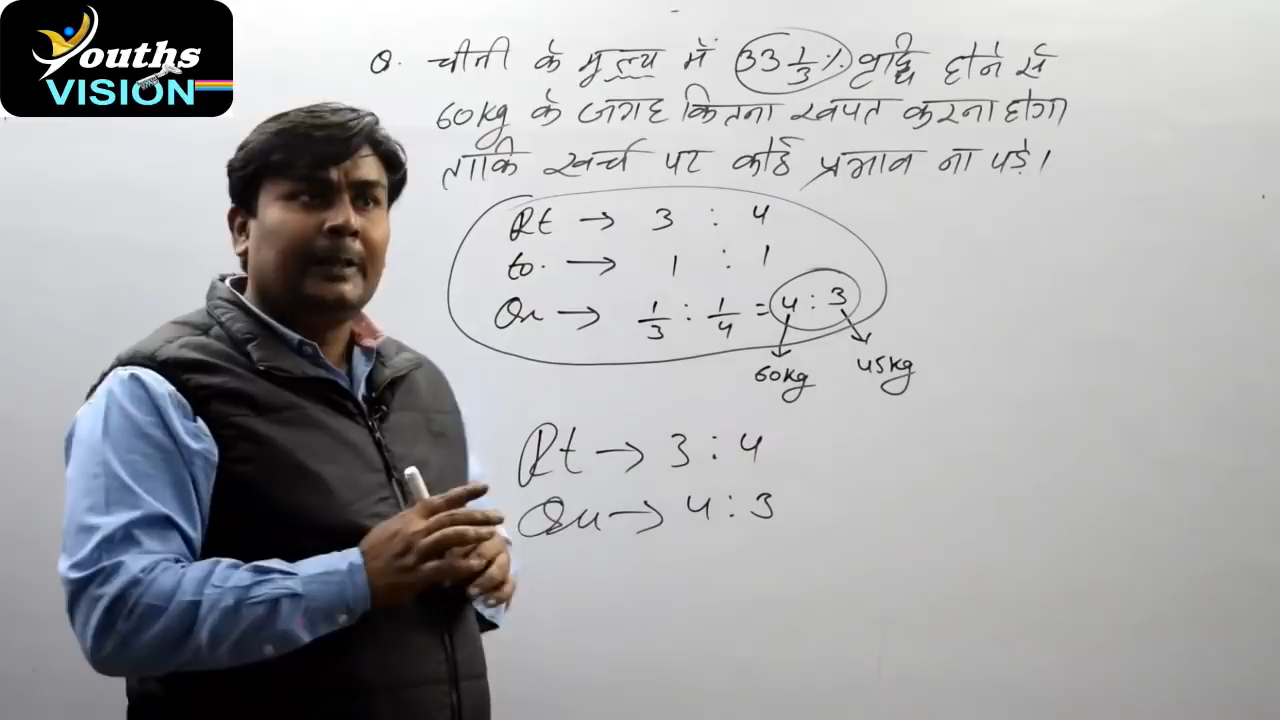 Youths
VISION
Q. चीनी के मुल्य में 33 1/3 % वृद्धि होने से
60kg के जगह कितना खपत करना होगा
ताकि खर्च पर कोई प्रभाव ना पड़े।
Rt → 3 : 4
to. → 1 : 1
Qu → 1/3 : 1/4 = 4 : 3
60kg 45kg
Rt → 3 : 4
Qu → 4 : 3